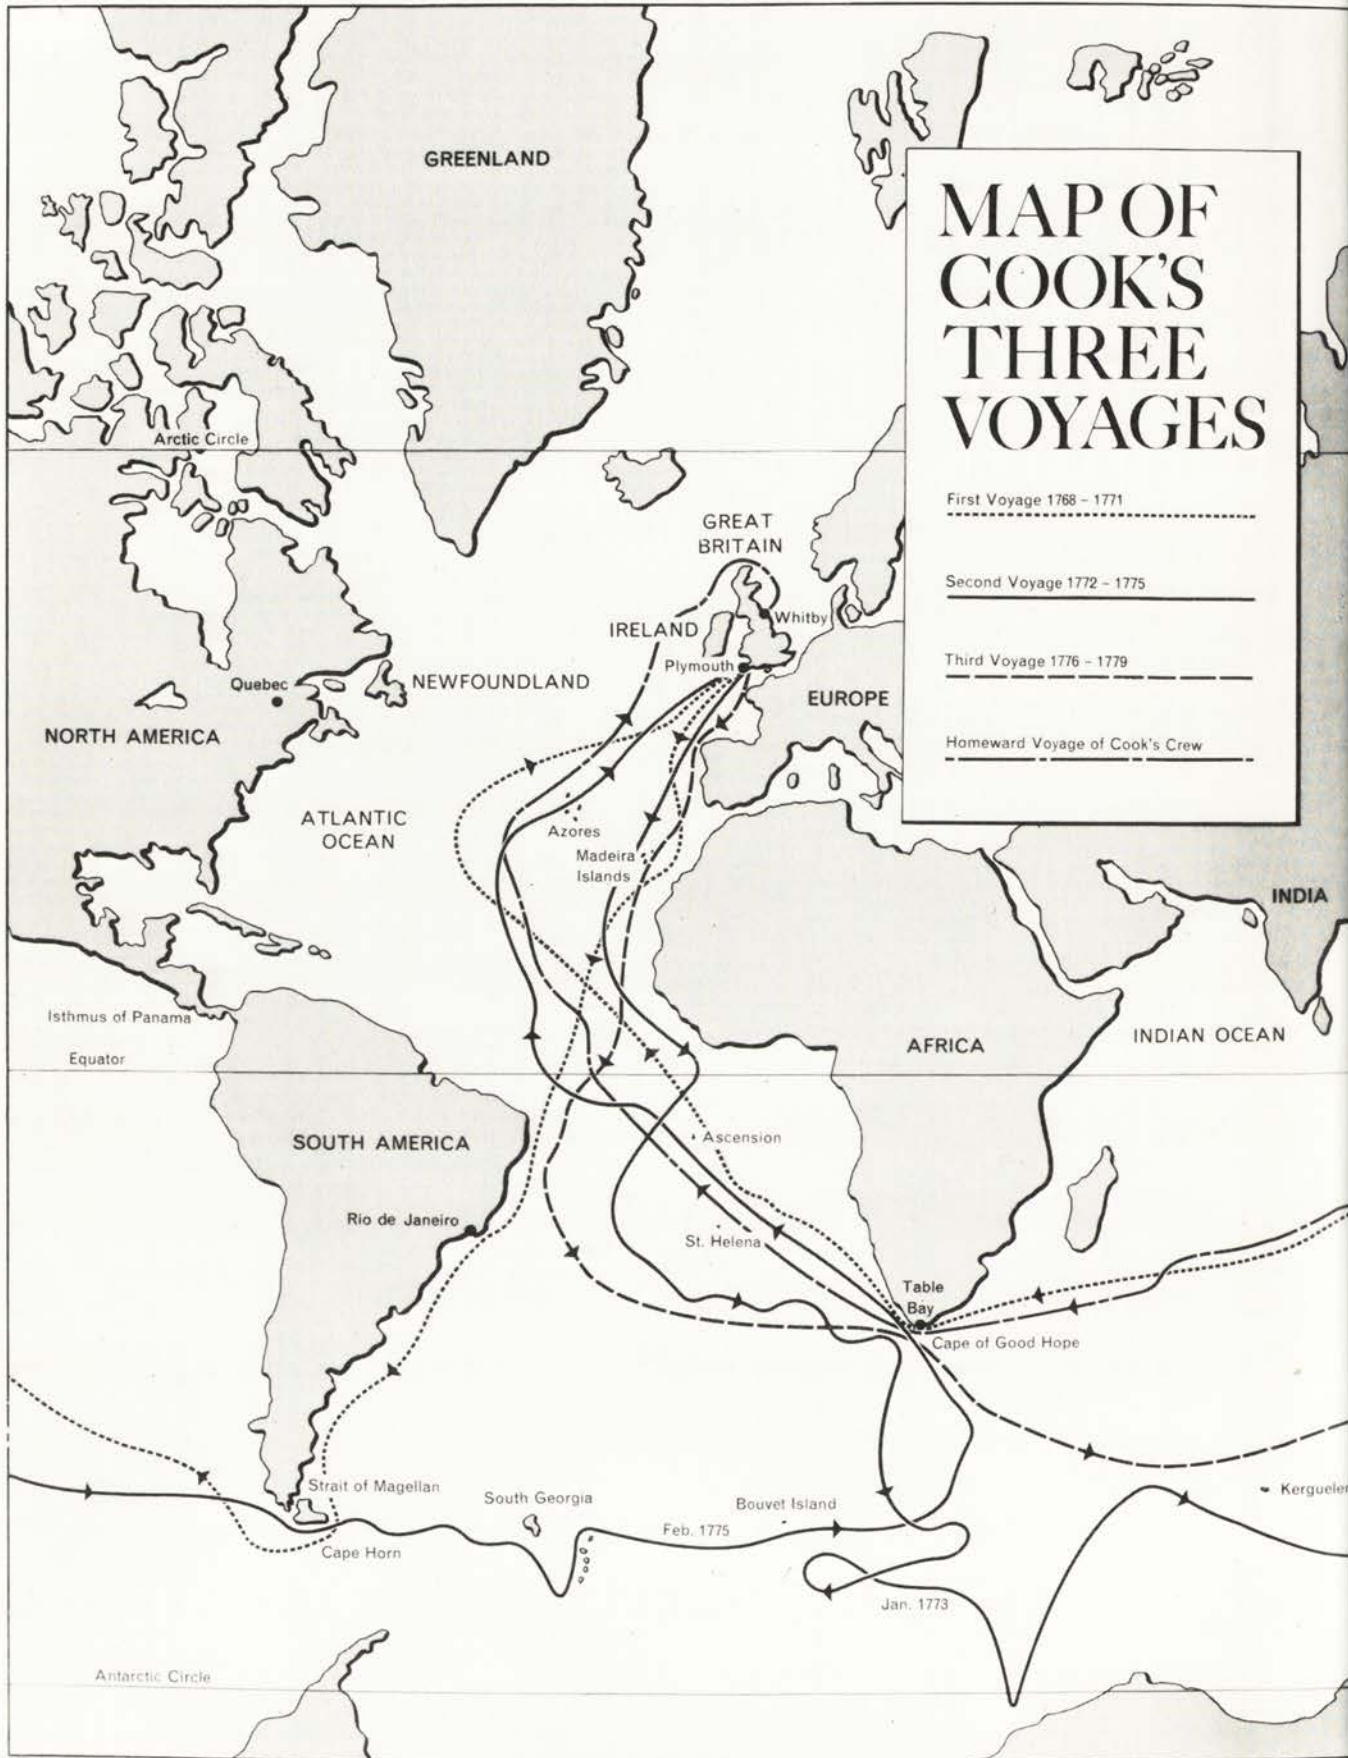 GREENLAND
MAP OF
COOK'S
THREE
VOYAGES
First Voyage 1768 – 1771
Second Voyage 1772 – 1775
Third Voyage 1776 – 1779
Homeward Voyage of Cook's Crew
Arctic Circle
GREAT
BRITAIN
Whitby
IRELAND
Plymouth
Quebec
NEWFOUNDLAND
EUROPE
NORTH AMERICA
ATLANTIC
OCEAN
Azores
Madeira
Islands
INDIA
Isthmus of Panama
Equator
AFRICA
INDIAN OCEAN
SOUTH AMERICA
Ascension
Rio de Janeiro
St. Helena
Table
Bay
Cape of Good Hope
Strait of Magellan
South Georgia
Bouvet Island
Kerguelen
Feb. 1775
Cape Horn
Jan. 1773
Antarctic Circle